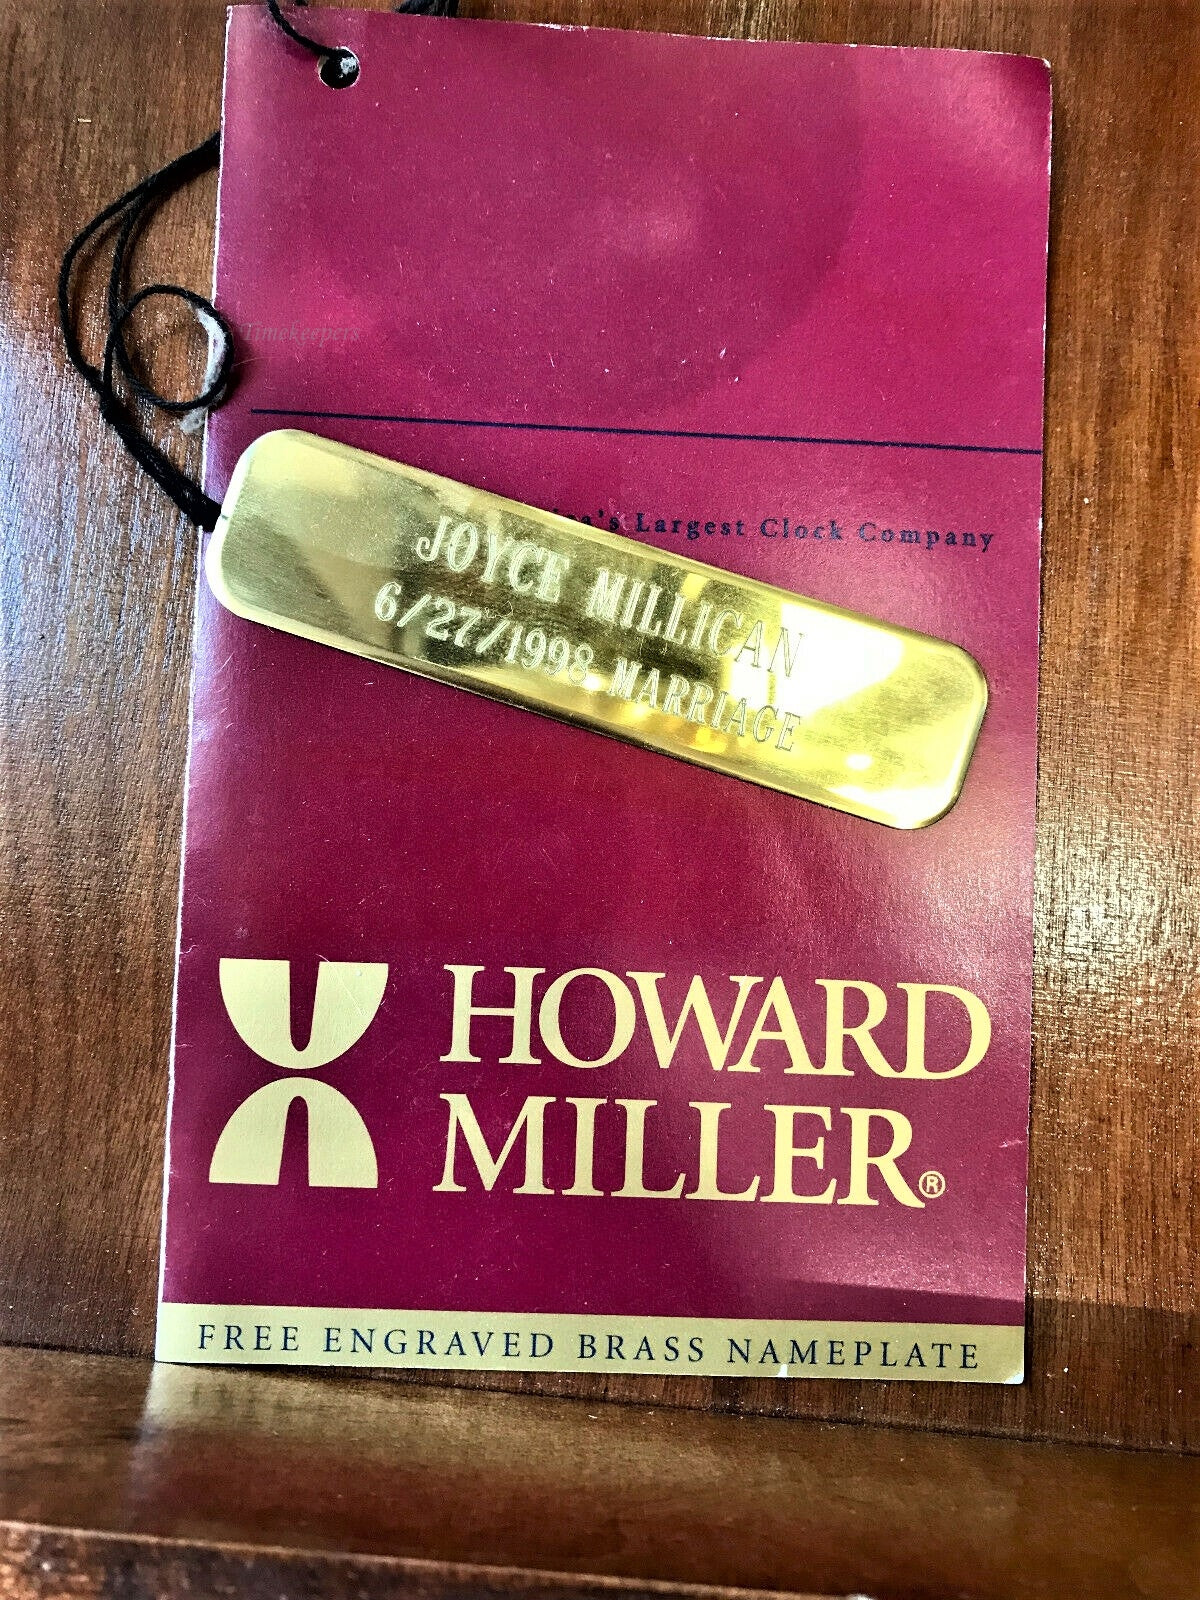 Timekeepers
Largest Clock Company
JOYCE MILLICAN
6/27/1998 MARRIAGE
HOWARD
MILLER®
FREE ENGRAVED BRASS NAMEPLATE